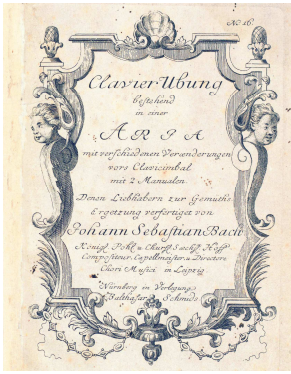 No 16.
Clavier Ubung
bestehend
in einer
ARIA
mit verschiedenen Verænderungen
vors Clavicimbal
mit 2 Manualen.
Denen Liebhabern zur Gemüths-
Ergetzung verfertiget von
Johann Sebastian Bach
Königl. Pohl. u. Churfl. Sæchs. Hoff-
Compositeur, Capellmeister, u. Directore
Chori Musici in Leipzig.
Nürnberg in Verlegung
Balthasar Schmids